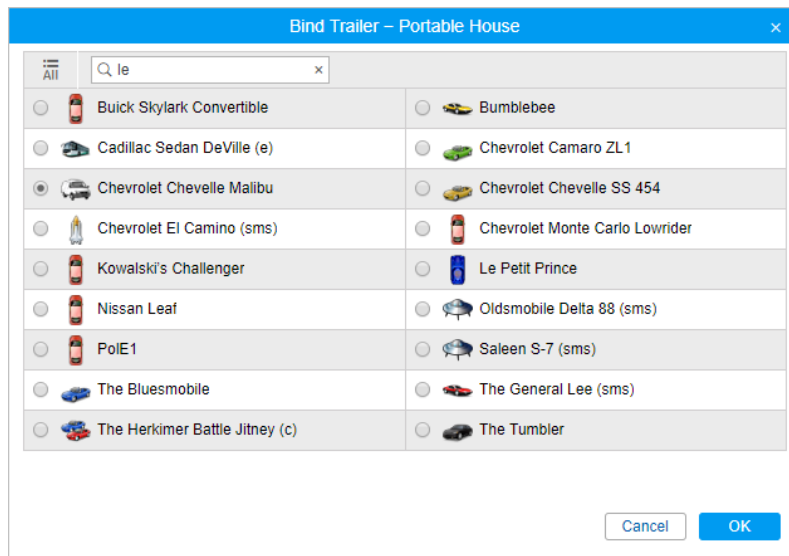 Bind Trailer – Portable House ×
All le ×
Buick Skylark Convertible Bumblebee
Cadillac Sedan DeVille (e) Chevrolet Camaro ZL1
Chevrolet Chevelle Malibu Chevrolet Chevelle SS 454
Chevrolet El Camino (sms) Chevrolet Monte Carlo Lowrider
Kowalski's Challenger Le Petit Prince
Nissan Leaf Oldsmobile Delta 88 (sms)
PolE1 Saleen S-7 (sms)
The Bluesmobile The General Lee (sms)
The Herkimer Battle Jitney (c) The Tumbler
Cancel OK